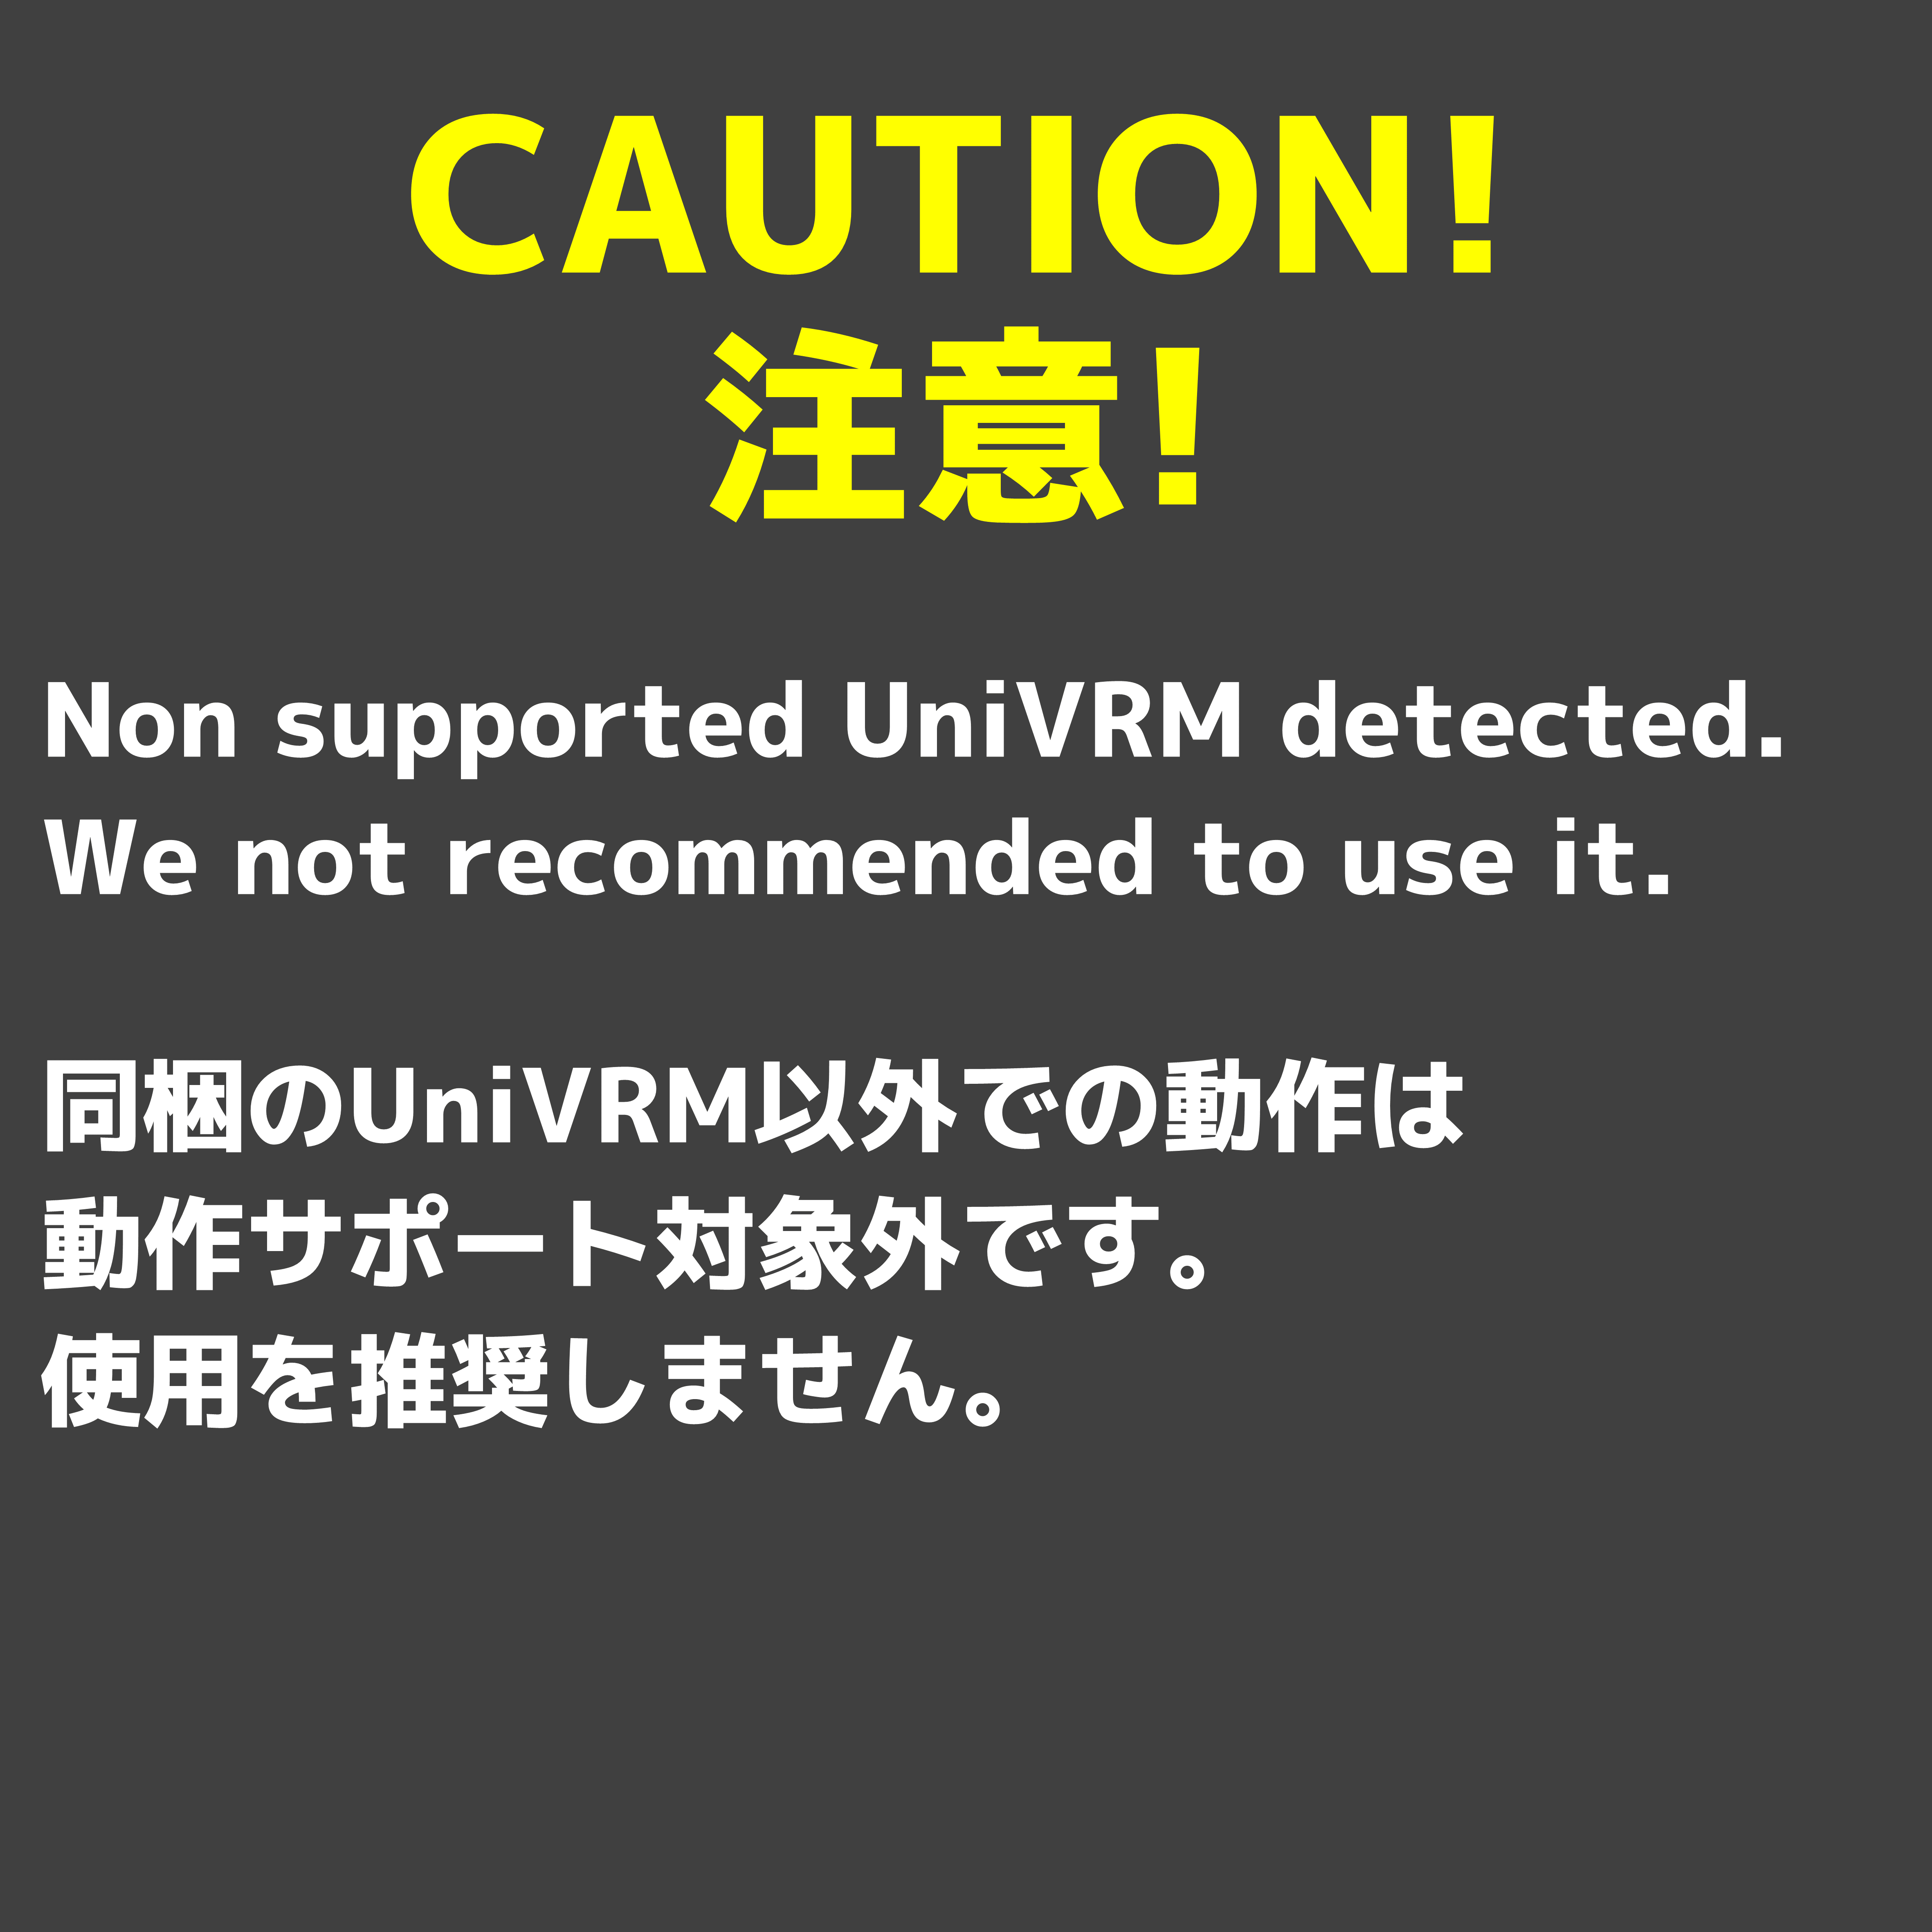 CAUTION!
注意!
Non supported UniVRM detected.
We not recommended to use it.
同梱のUniVRM以外での動作は
動作サポート対象外です。
使用を推奨しません。